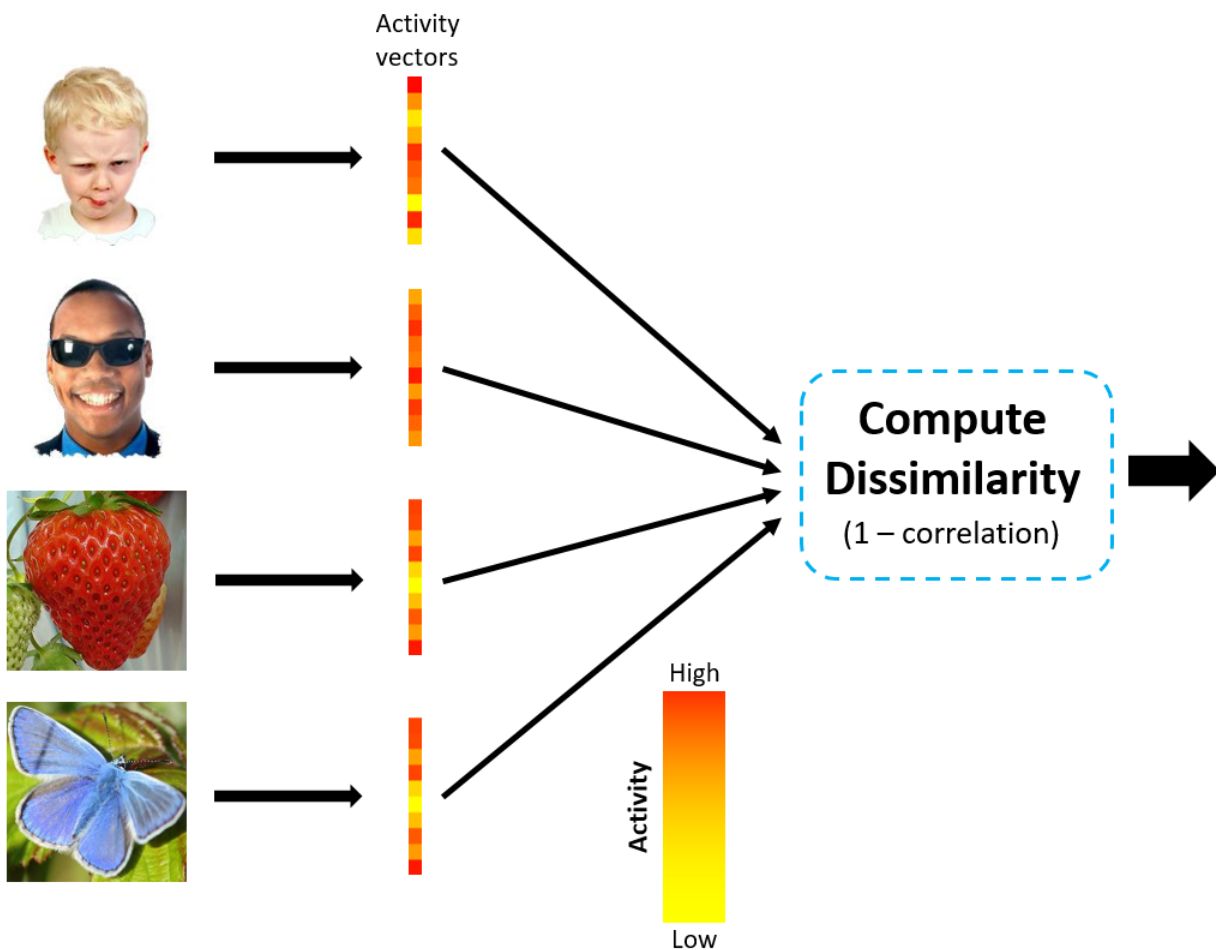 Activity
vectors
Compute
Dissimilarity
(1 – correlation)
High
Activity
Low